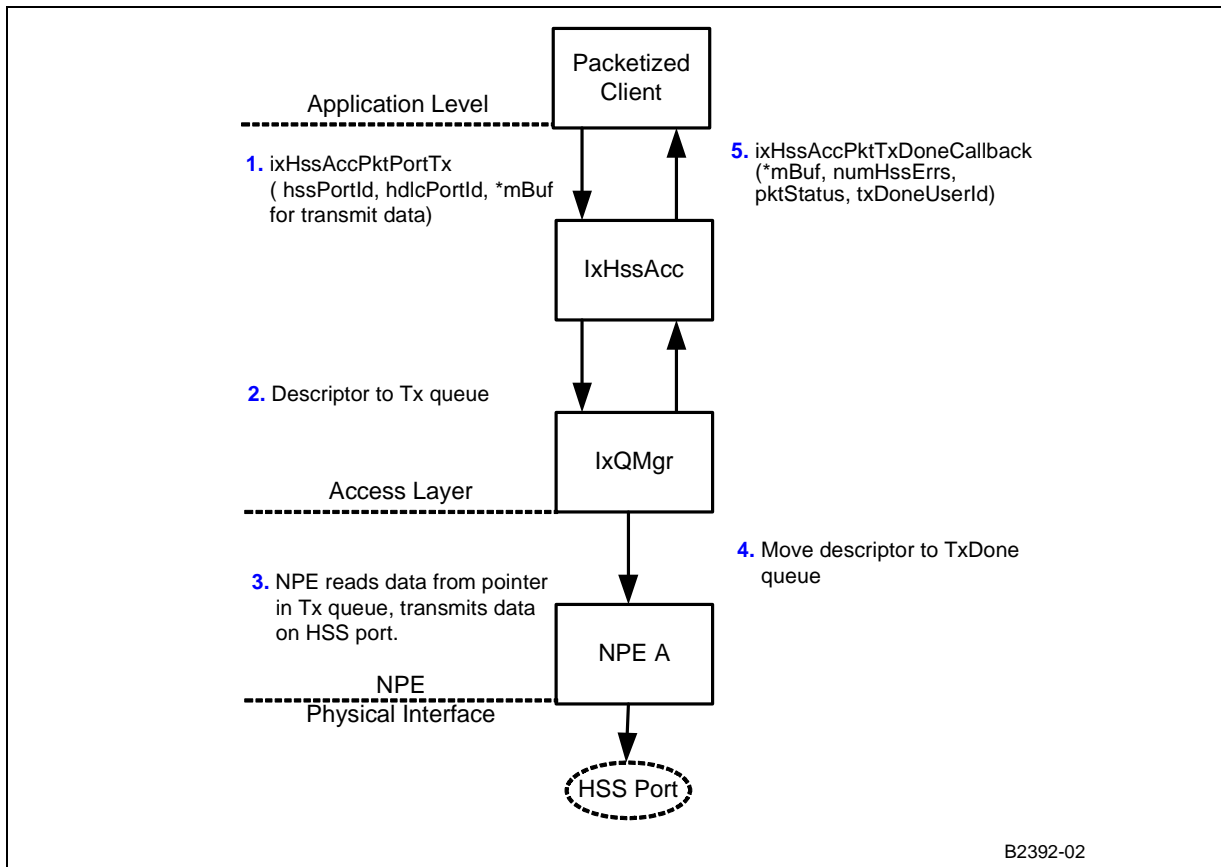 Packetized
Client
Application Level
1. ixHssAccPktPortTx
( hssPortId, hdlcPortId, *mBuf
for transmit data)
5. ixHssAccPktTxDoneCallback
(*mBuf, numHssErrs,
pktStatus, txDoneUserId)
IxHssAcc
2. Descriptor to Tx queue
IxQMgr
Access Layer
4. Move descriptor to TxDone
queue
3. NPE reads data from pointer
in Tx queue, transmits data
on HSS port.
NPE A
NPE
Physical Interface
HSS Port
B2392-02